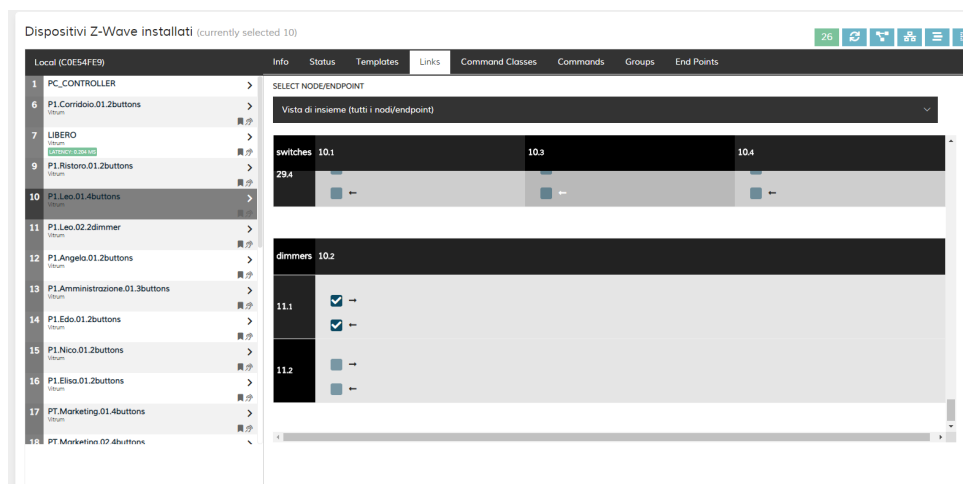 Dispositivi Z-Wave installati (currently selected 10)
26
Local (C0E54FE9)
Info Status Templates Links Command Classes Commands Groups End Points
1 PC_CONTROLLER
6 P1.Corridoio.01.2buttons
Vitrum
7 LIBERO
Vitrum
LATENCY: 0.204 MS
9 P1.Ristoro.01.2buttons
Vitrum
10 P1.Leo.01.4buttons
Vitrum
11 P1.Leo.02.2dimmer
Vitrum
12 P1.Angela.01.2buttons
Vitrum
13 P1.Amministrazione.01.3buttons
Vitrum
14 P1.Edo.01.2buttons
Vitrum
15 P1.Nico.01.2buttons
Vitrum
16 P1.Elisa.01.2buttons
Vitrum
17 PT.Marketing.01.4buttons
Vitrum
18 PT.Marketing.02.4buttons
SELECT NODE/ENDPOINT
Vista di insieme (tutti i nodi/endpoint)
switches 10.1 10.3 10.4
29.4
← ← ←
dimmers 10.2
11.1
→
←
11.2
→
←